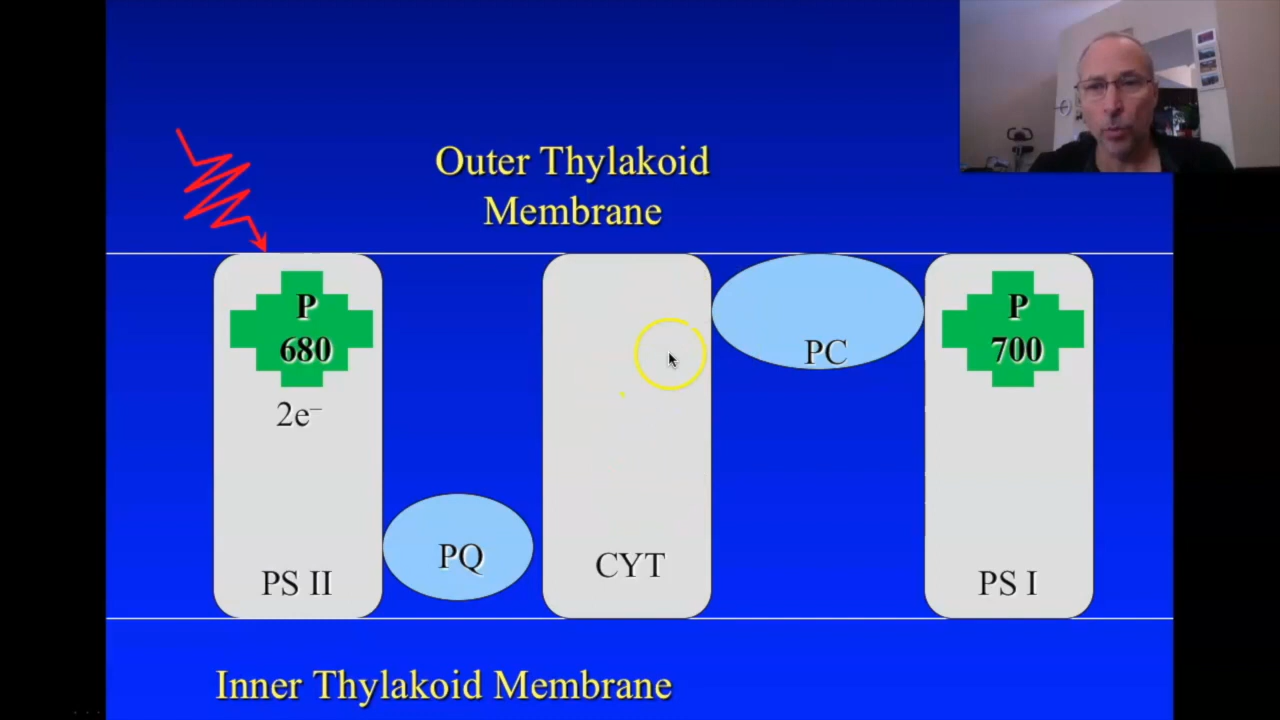 Outer Thylakoid
Membrane
P
680
2e⁻
PS II
PQ
CYT
PC
P
700
PS I
Inner Thylakoid Membrane